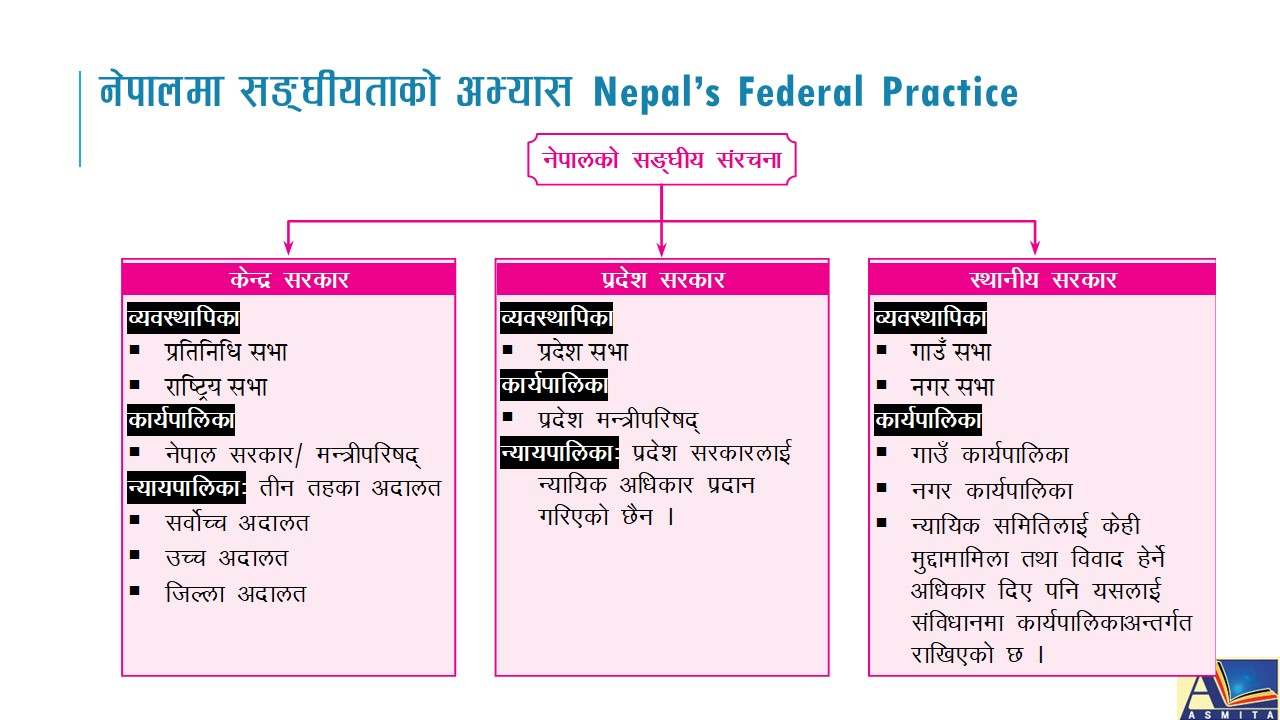 नेपालमा सङ्घीयताको अभ्यास Nepal’s Federal Practice
नेपालको सङ्घीय संरचना
केन्द्र सरकार
व्यवस्थापिका
▪ प्रतिनिधि सभा
▪ राष्ट्रिय सभा
कार्यपालिका
▪ नेपाल सरकार/ मन्त्रीपरिषद्
न्यायपालिकाः तीन तहका अदालत
▪ सर्वोच्च अदालत
▪ उच्च अदालत
▪ जिल्ला अदालत
प्रदेश सरकार
व्यवस्थापिका
▪ प्रदेश सभा
कार्यपालिका
▪ प्रदेश मन्त्रीपरिषद्
न्यायपालिकाः प्रदेश सरकारलाई
न्यायिक अधिकार प्रदान
गरिएको छैन ।
स्थानीय सरकार
व्यवस्थापिका
▪ गाउँ सभा
▪ नगर सभा
कार्यपालिका
▪ गाउँ कार्यपालिका
▪ नगर कार्यपालिका
▪ न्यायिक समितिलाई केही
मुद्दामामिला तथा विवाद हेर्ने
अधिकार दिए पनि यसलाई
संविधानमा कार्यपालिकाअन्तर्गत
राखिएको छ ।
ASMITA